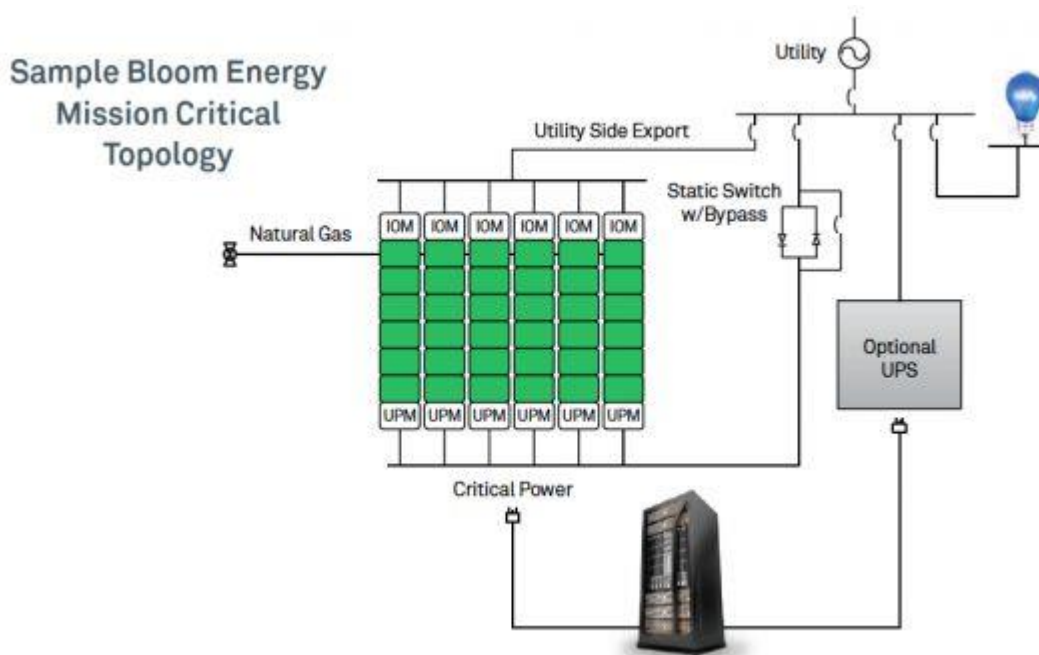 Sample Bloom Energy
Mission Critical
Topology
Utility
Utility Side Export
Static Switch
w/Bypass
Natural Gas
IOM IOM IOM IOM IOM IOM
Optional
UPS
UPM UPM UPM UPM UPM UPM
Critical Power